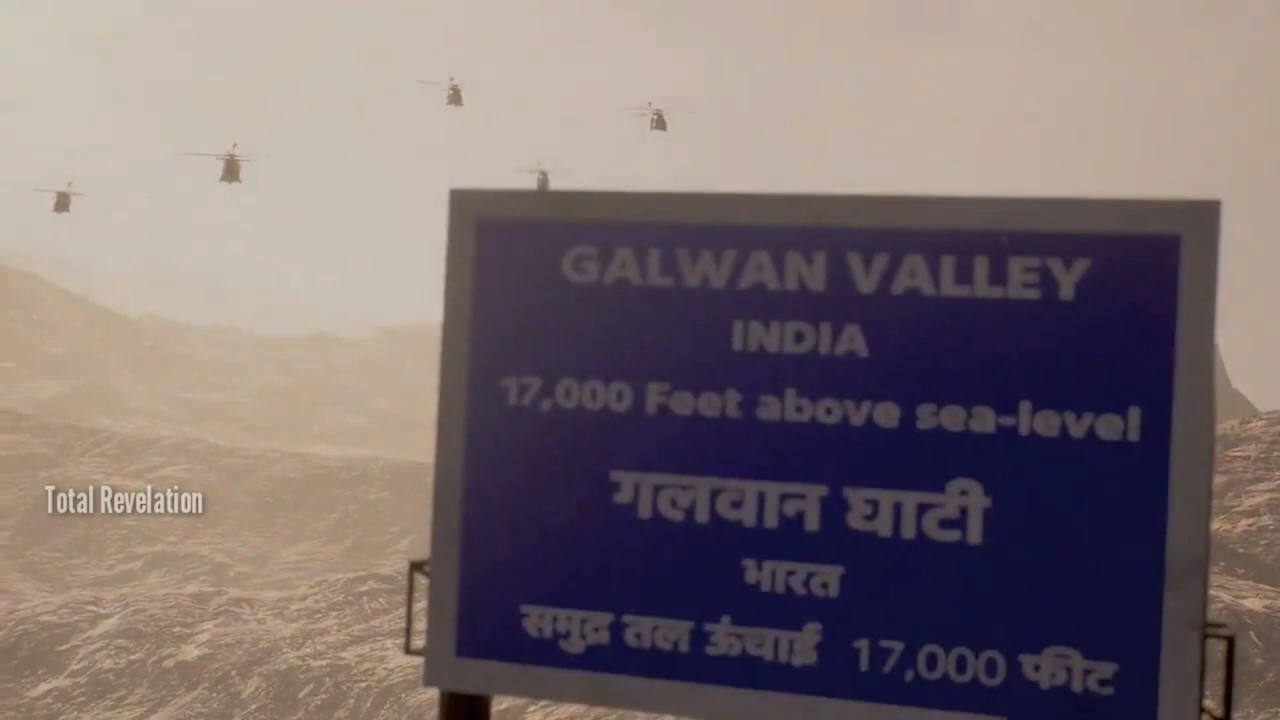 GALWAN VALLEY
INDIA
17,000 Feet above sea-level
गलवान घाटी
भारत
समुद्र तल ऊंचाई 17,000 फीट
Total Revelation